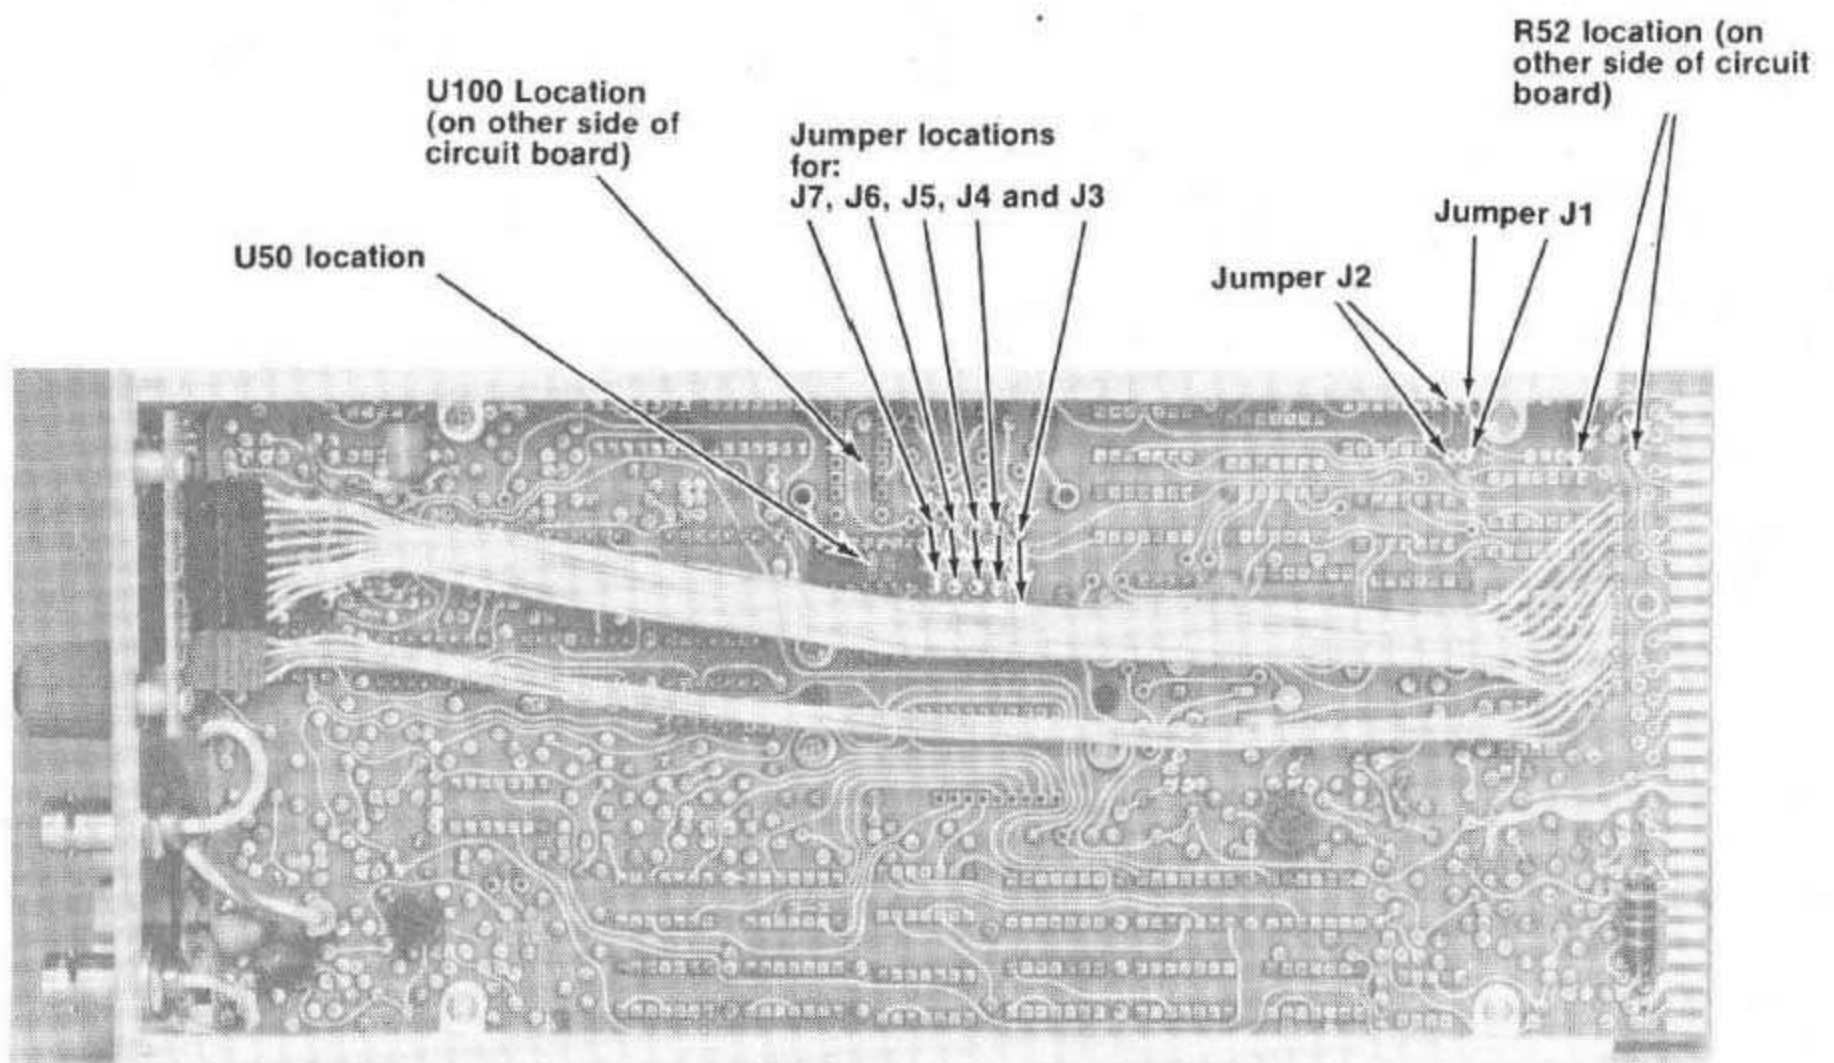 R52 location (on
other side of circuit
board)
U100 Location
(on other side of
circuit board)
Jumper locations
for:
J7, J6, J5, J4 and J3
Jumper J1
U50 location
Jumper J2